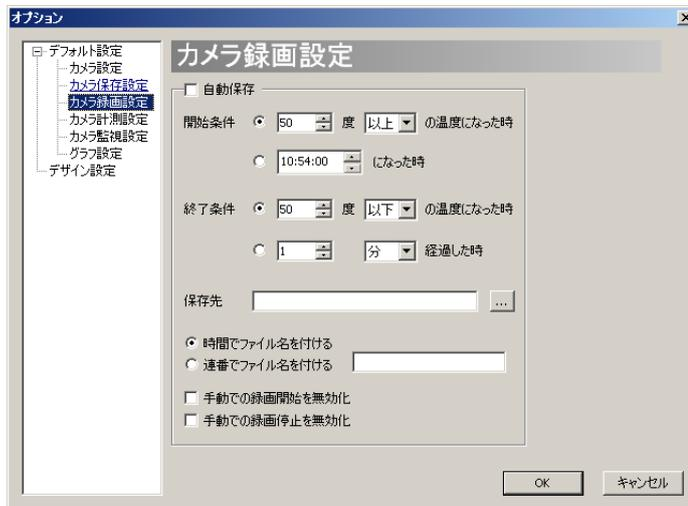 オプション
デフォルト設定
カメラ設定
カメラ保存設定
カメラ録画設定
カメラ計測設定
カメラ監視設定
グラフ設定
デザイン設定
カメラ録画設定
自動保存
開始条件 50 度 以上 の温度になった時
10:54:00 になった時
終了条件 50 度 以下 の温度になった時
1 分 経過した時
保存先 ...
時間でファイル名を付ける
連番でファイル名を付ける
手動での録画開始を無効化
手動での録画停止を無効化
OK キャンセル